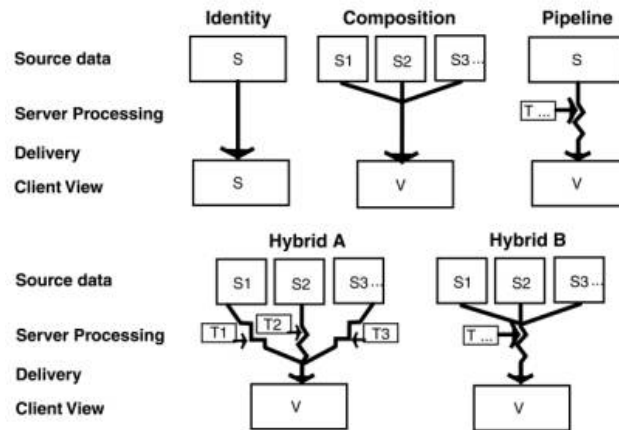 Identity Composition Pipeline
Source data S S1 S2 S3... S
Server Processing T ...
Delivery
Client View S V V
Hybrid A Hybrid B
Source data S1 S2 S3... S1 S2 S3...
Server Processing T1 T2 T3 T ...
Delivery
Client View V V